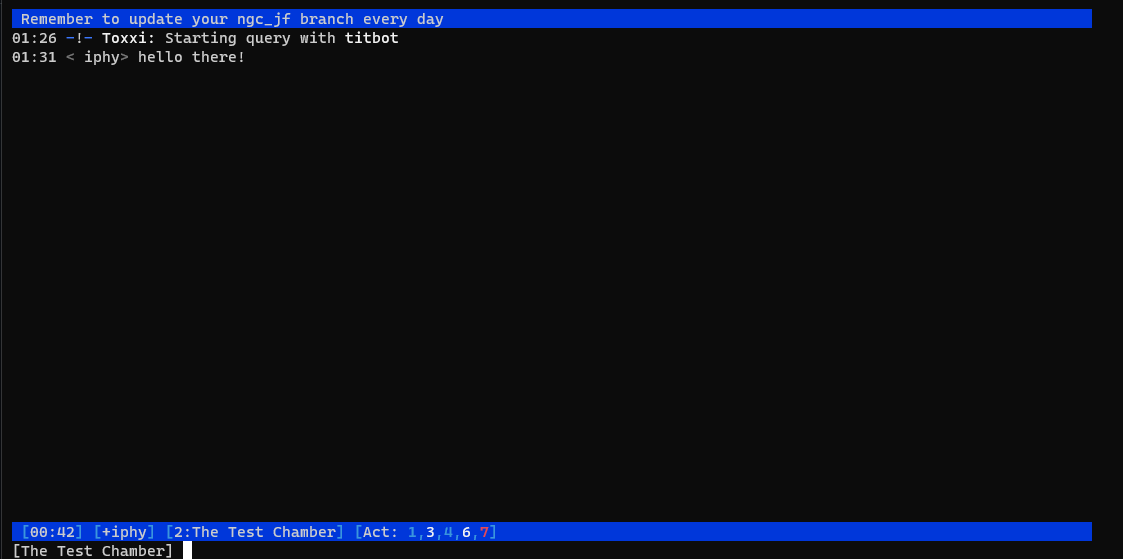 Remember to update your ngc_jf branch every day
01:26 -!- Toxxi: Starting query with titbot
01:31 < iphy> hello there!
[00:42] [+iphy] [2:The Test Chamber] [Act: 1,3,4,6,7]
[The Test Chamber]